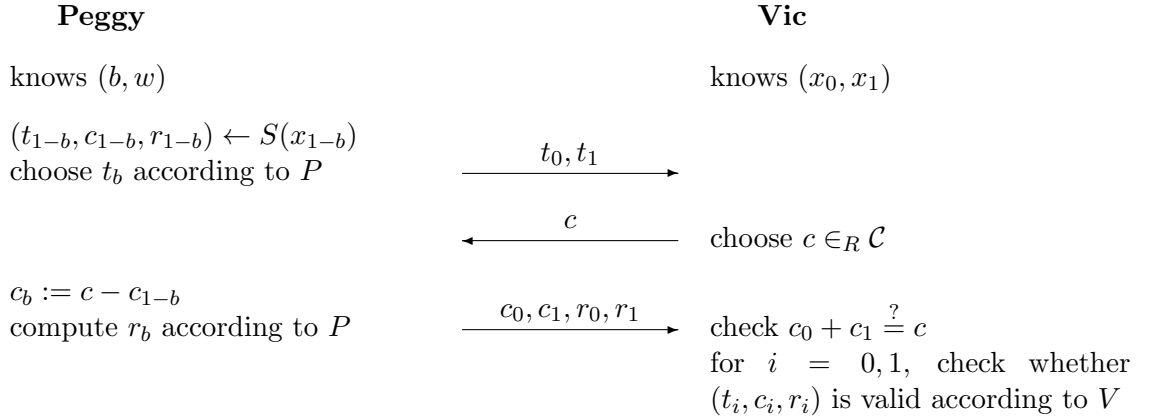 Peggy Vic
knows (b, w) knows (x_0, x_1)
(t_{1−b}, c_{1−b}, r_{1−b}) ← S(x_{1−b})
choose t_b according to P t_0, t_1
c choose c ∈_R 𝒞
c_b := c − c_{1−b}
compute r_b according to P c_0, c_1, r_0, r_1 check c_0 + c_1 ≟ c
for i = 0, 1, check whether
(t_i, c_i, r_i) is valid according to V